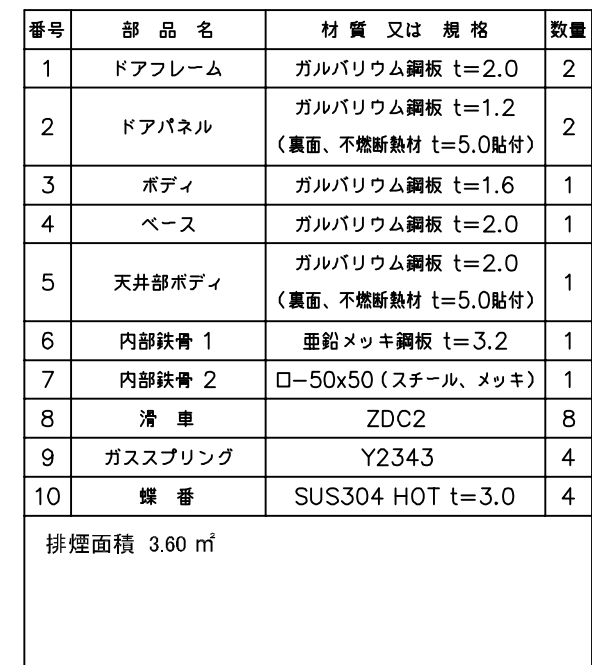 番号 部品名 材質又は規格 数量
1 ドアフレーム ガルバリウム鋼板 t=2.0 2
2 ドアパネル ガルバリウム鋼板 t=1.2 2
(裏面、不燃断熱材 t=5.0貼付)
3 ボディ ガルバリウム鋼板 t=1.6 1
4 ベース ガルバリウム鋼板 t=2.0 1
5 天井部ボディ ガルバリウム鋼板 t=2.0 1
(裏面、不燃断熱材 t=5.0貼付)
6 内部鉄骨 1 亜鉛メッキ鋼板 t=3.2 1
7 内部鉄骨 2 ロ-50x50(スチール、メッキ) 1
8 滑車 ZDC2 8
9 ガススプリング Y2343 4
10 蝶番 SUS304 HOT t=3.0 4
排煙面積 3.60 ㎡